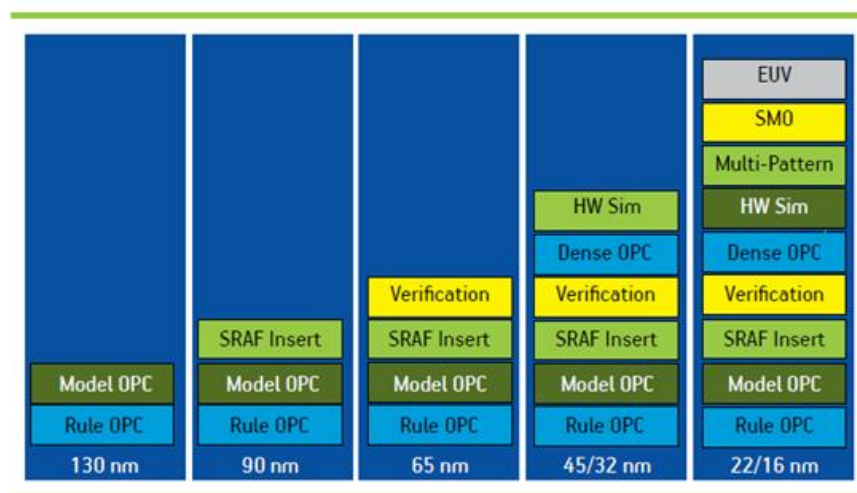 Model OPC
Rule OPC
130 nm
SRAF Insert
Model OPC
Rule OPC
90 nm
Verification
SRAF Insert
Model OPC
Rule OPC
65 nm
HW Sim
Dense OPC
Verification
SRAF Insert
Model OPC
Rule OPC
45/32 nm
EUV
SMO
Multi-Pattern
HW Sim
Dense OPC
Verification
SRAF Insert
Model OPC
Rule OPC
22/16 nm